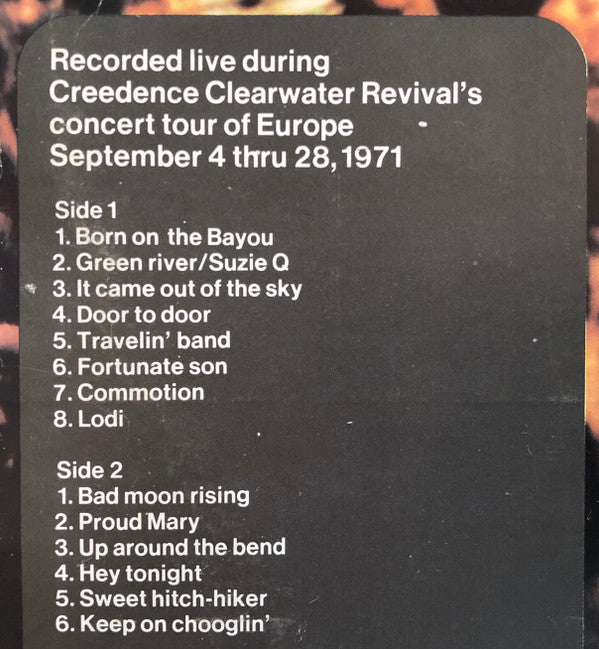 Recorded live during
Creedence Clearwater Revival's
concert tour of Europe
September 4 thru 28, 1971
Side 1
1. Born on the Bayou
2. Green river/Suzie Q
3. It came out of the sky
4. Door to door
5. Travelin' band
6. Fortunate son
7. Commotion
8. Lodi
Side 2
1. Bad moon rising
2. Proud Mary
3. Up around the bend
4. Hey tonight
5. Sweet hitch-hiker
6. Keep on chooglin'